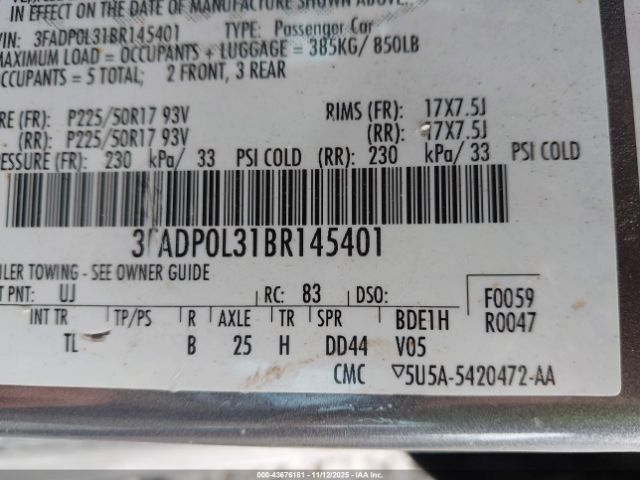 IN EFFECT ON THE DATE OF MANUFACTURE SHOWN ABOVE.
VIN: 3FADP0L31BR145401 TYPE: Passenger Car
MAXIMUM LOAD = OCCUPANTS + LUGGAGE = 385KG/ 850LB
OCCUPANTS = 5 TOTAL; 2 FRONT, 3 REAR
RE (FR): P225/50R17 93V RIMS (FR): 17X7.5J
(RR): P225/50R17 93V (RR): 17X7.5J
PRESSURE (FR): 230 kPa/ 33 PSI COLD (RR): 230 kPa/ 33 PSI COLD
3FADP0L31BR145401
ILER TOWING - SEE OWNER GUIDE
T PNT: UJ RC: 83 DSO: F0059
INT TR TP/PS R AXLE TR SPR BDE1H R0047
TL B 25 H DD44 V05
CMC ▽5U5A-5420472-AA
000-43676181 - 11/12/2025 - IAA Inc.